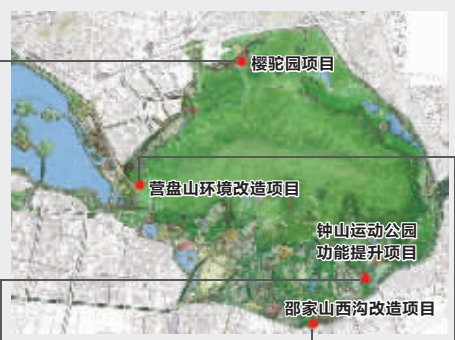 樱驼园项目
营盘山环境改造项目
钟山运动公园
功能提升项目
邵家山西沟改造项目